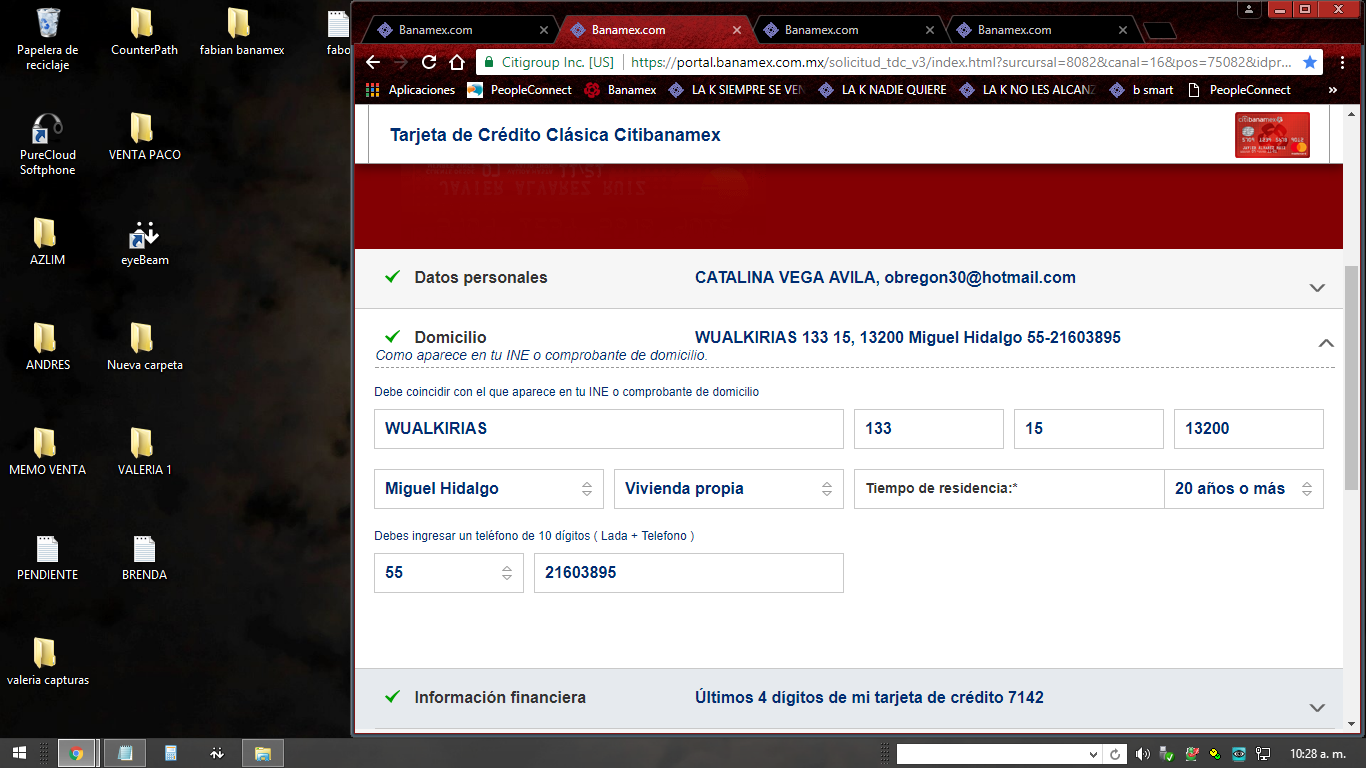 Papelera de reciclaje
CounterPath
fabian banamex
fabo
PureCloud Softphone
VENTA PACO
AZLIM
eyeBeam
ANDRES
Nueva carpeta
MEMO VENTA
VALERIA 1
PENDIENTE
BRENDA
valeria capturas
Banamex.com
Banamex.com
Banamex.com
Banamex.com
Citigroup Inc. [US]
https://portal.banamex.com.mx/solicitud_tdc_v3/index.html?surcursal=8082&canal=16&pos=75082&idpr...
Aplicaciones
PeopleConnect
Banamex
LA K SIEMPRE SE VEN
LA K NADIE QUIERE
LA K NO LES ALCANZ
b smart
PeopleConnect
»
Tarjeta de Crédito Clásica Citibanamex
citibanamex
JAVIER ALVAREZ RUIZ
Datos personales
CATALINA VEGA AVILA, obregon30@hotmail.com
Domicilio
WUALKIRIAS 133 15, 13200 Miguel Hidalgo 55-21603895
Como aparece en tu INE o comprobante de domicilio.
Debe coincidir con el que aparece en tu INE o comprobante de domicilio
WUALKIRIAS
133
15
13200
Miguel Hidalgo
Vivienda propia
Tiempo de residencia:*
20 años o más
Debes ingresar un teléfono de 10 dígitos ( Lada + Telefono )
55
21603895
Información financiera
Últimos 4 dígitos de mi tarjeta de crédito 7142
10:28 a. m.